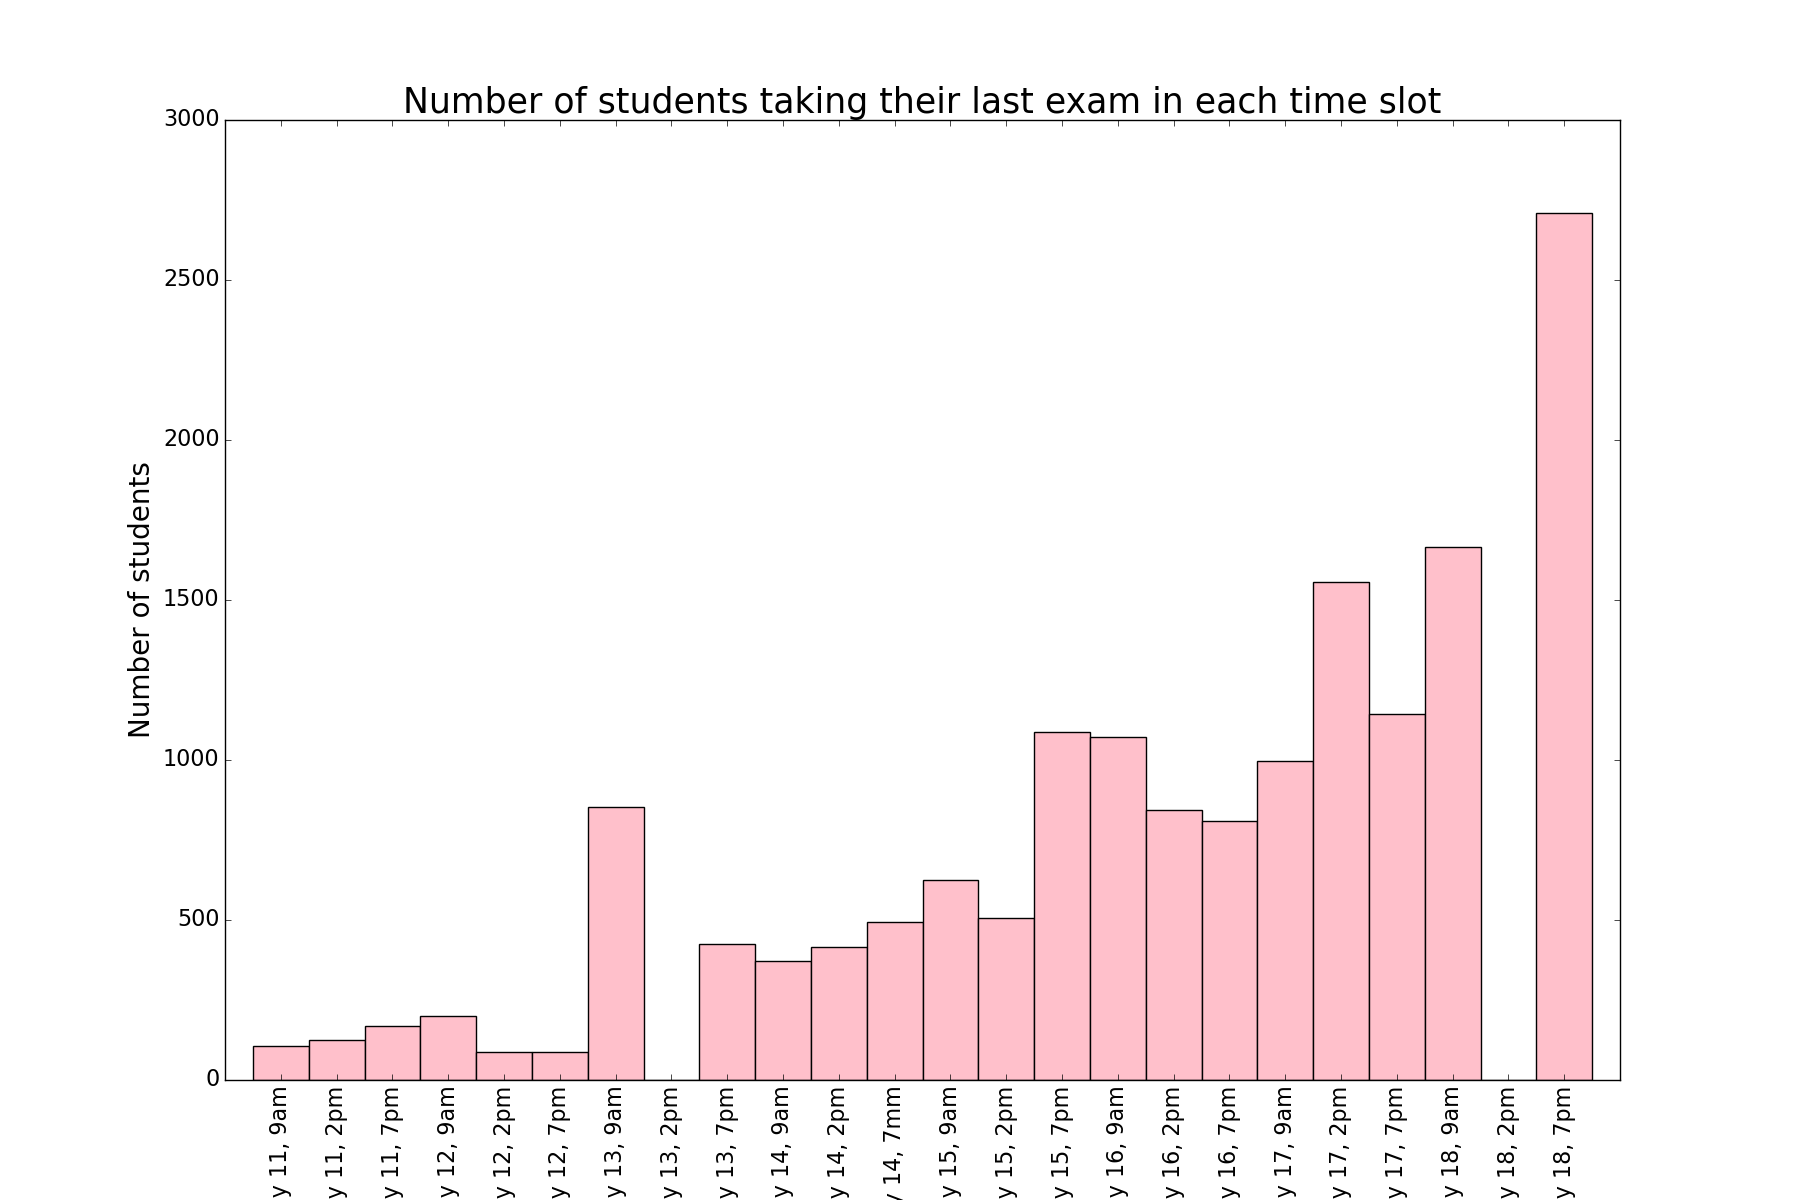 Number of students taking their last exam in each time slot
Number of students
3000
2500
2000
1500
1000
500
0
y 11, 9am
y 11, 2pm
y 11, 7pm
y 12, 9am
y 12, 2pm
y 12, 7pm
y 13, 9am
y 13, 2pm
y 13, 7pm
y 14, 9am
y 14, 2pm
y 14, 7mm
y 15, 9am
y 15, 2pm
y 15, 7pm
y 16, 9am
y 16, 2pm
y 16, 7pm
y 17, 9am
y 17, 2pm
y 17, 7pm
y 18, 9am
y 18, 2pm
y 18, 7pm